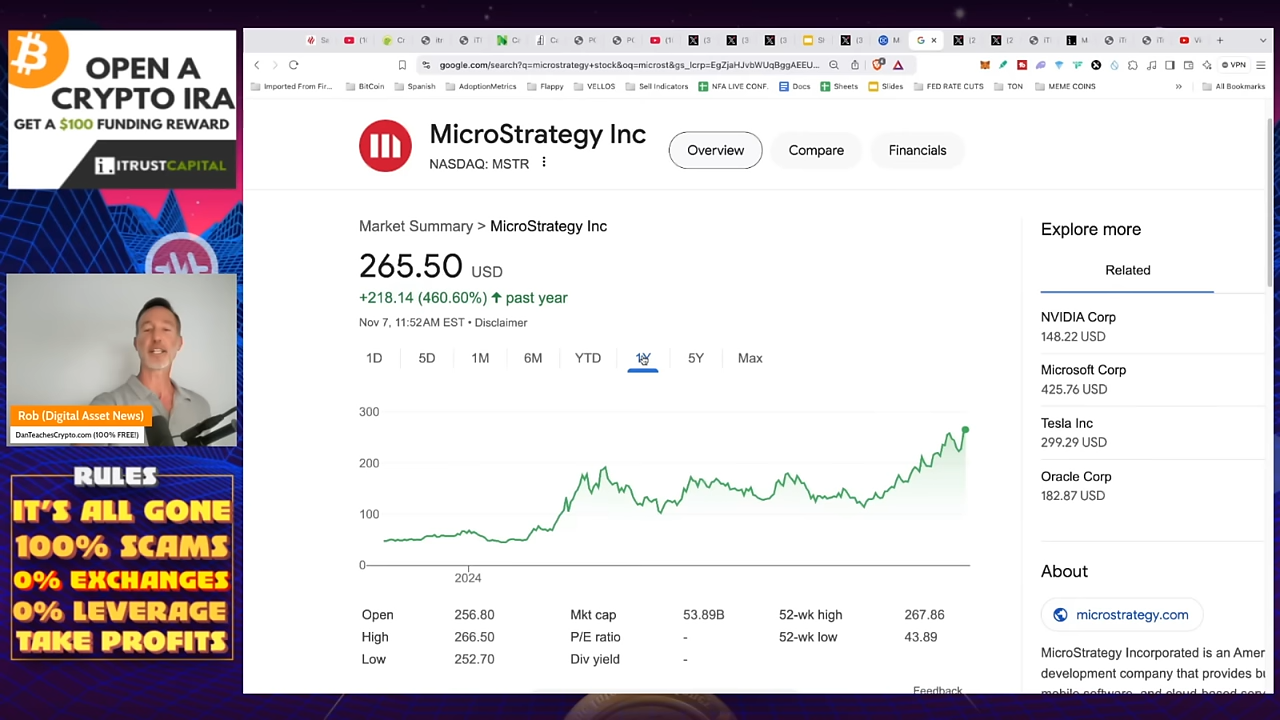 OPEN A
CRYPTO IRA
GET A $100 FUNDING REWARD
ITRUSTCAPITAL
Rob (Digital Asset News)
DanTeachesCrypto.com (100% FREE!)
RULES
IT'S ALL GONE
100% SCAMS
0% EXCHANGES
0% LEVERAGE
TAKE PROFITS
google.com/search?q=microstrategy+stock&oq=microst&gs_lcrp=EgZjaHJvbWUqBggAEEU...
VPN
Imported From Fir...
BitCoin
Spanish
AdoptionMetrics
Flappy
VELLOS
Sell Indicators
NFA LIVE CONF.
Docs
Sheets
Slides
FED RATE CUTS
TON
MEME COINS
»
All Bookmarks
MicroStrategy Inc
NASDAQ: MSTR
Overview
Compare
Financials
Market Summary > MicroStrategy Inc
265.50 USD
+218.14 (460.60%) ↑ past year
Nov 7, 11:52AM EST • Disclaimer
1D
5D
1M
6M
YTD
1Y
5Y
Max
300
200
100
0
2024
Open 256.80 Mkt cap 53.89B 52-wk high 267.86
High 266.50 P/E ratio - 52-wk low 43.89
Low 252.70 Div yield -
Feedback
Explore more
Related
NVIDIA Corp
148.22 USD
Microsoft Corp
425.76 USD
Tesla Inc
299.29 USD
Oracle Corp
182.87 USD
About
microstrategy.com
MicroStrategy Incorporated is an Amer
development company that provides bu
mobile software, and cloud-based serv